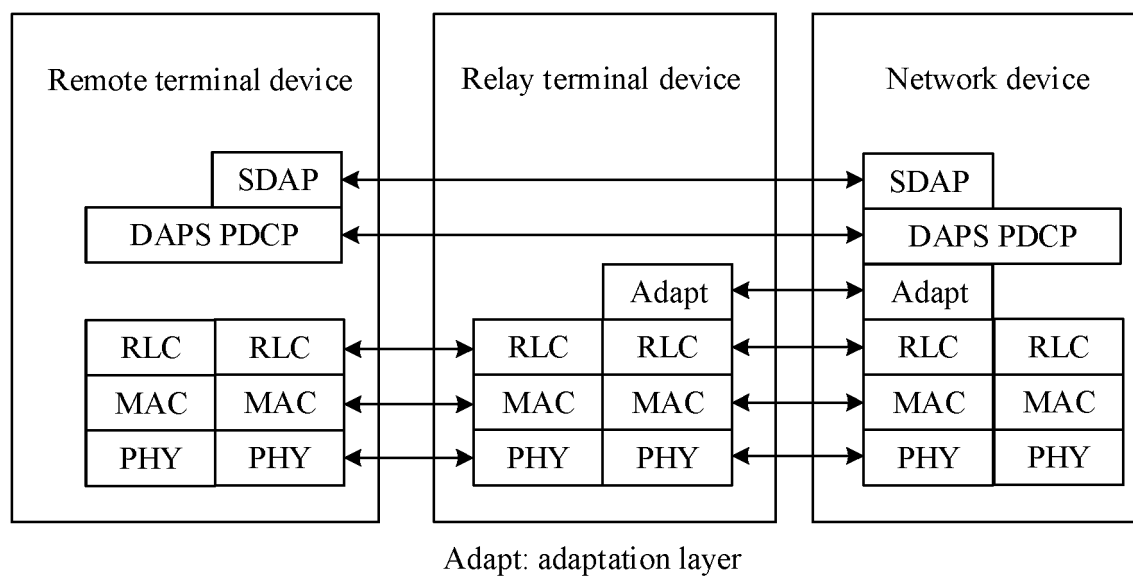 Remote terminal device
Relay terminal device
Network device
SDAP
SDAP
DAPS PDCP
DAPS PDCP
Adapt
Adapt
RLC RLC RLC RLC RLC RLC
MAC MAC MAC MAC MAC MAC
PHY PHY PHY PHY PHY PHY
Adapt: adaptation layer